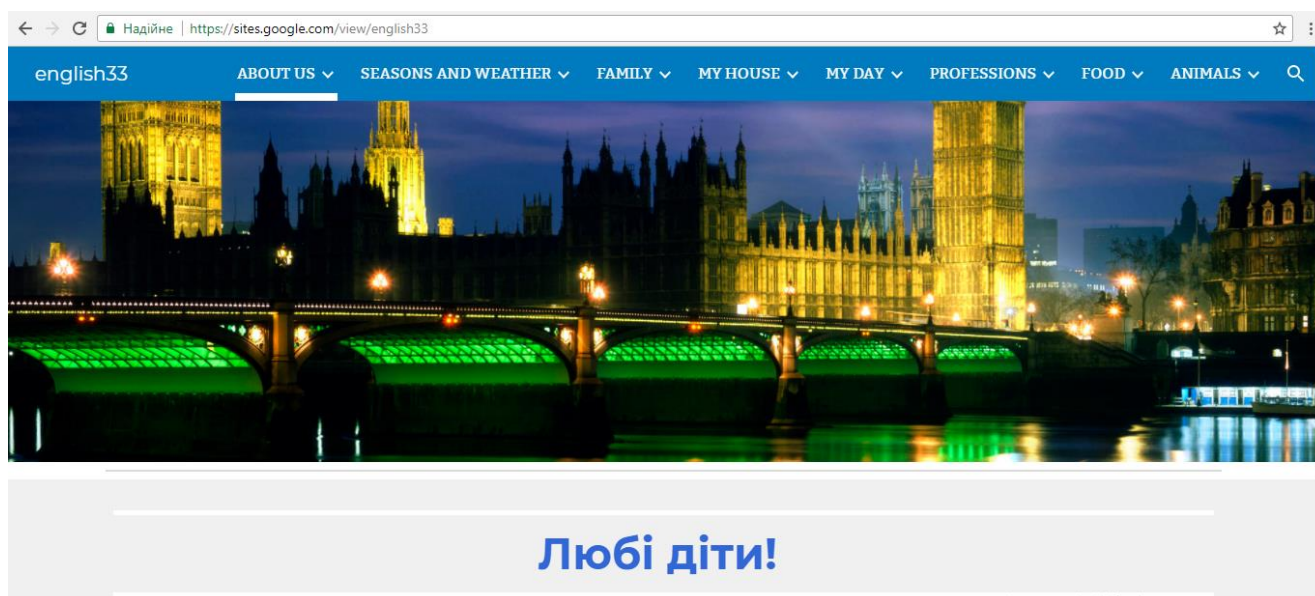 Надійне https://sites.google.com/view/english33
english33 ABOUT US SEASONS AND WEATHER FAMILY MY HOUSE MY DAY PROFESSIONS FOOD ANIMALS
Любі діти!